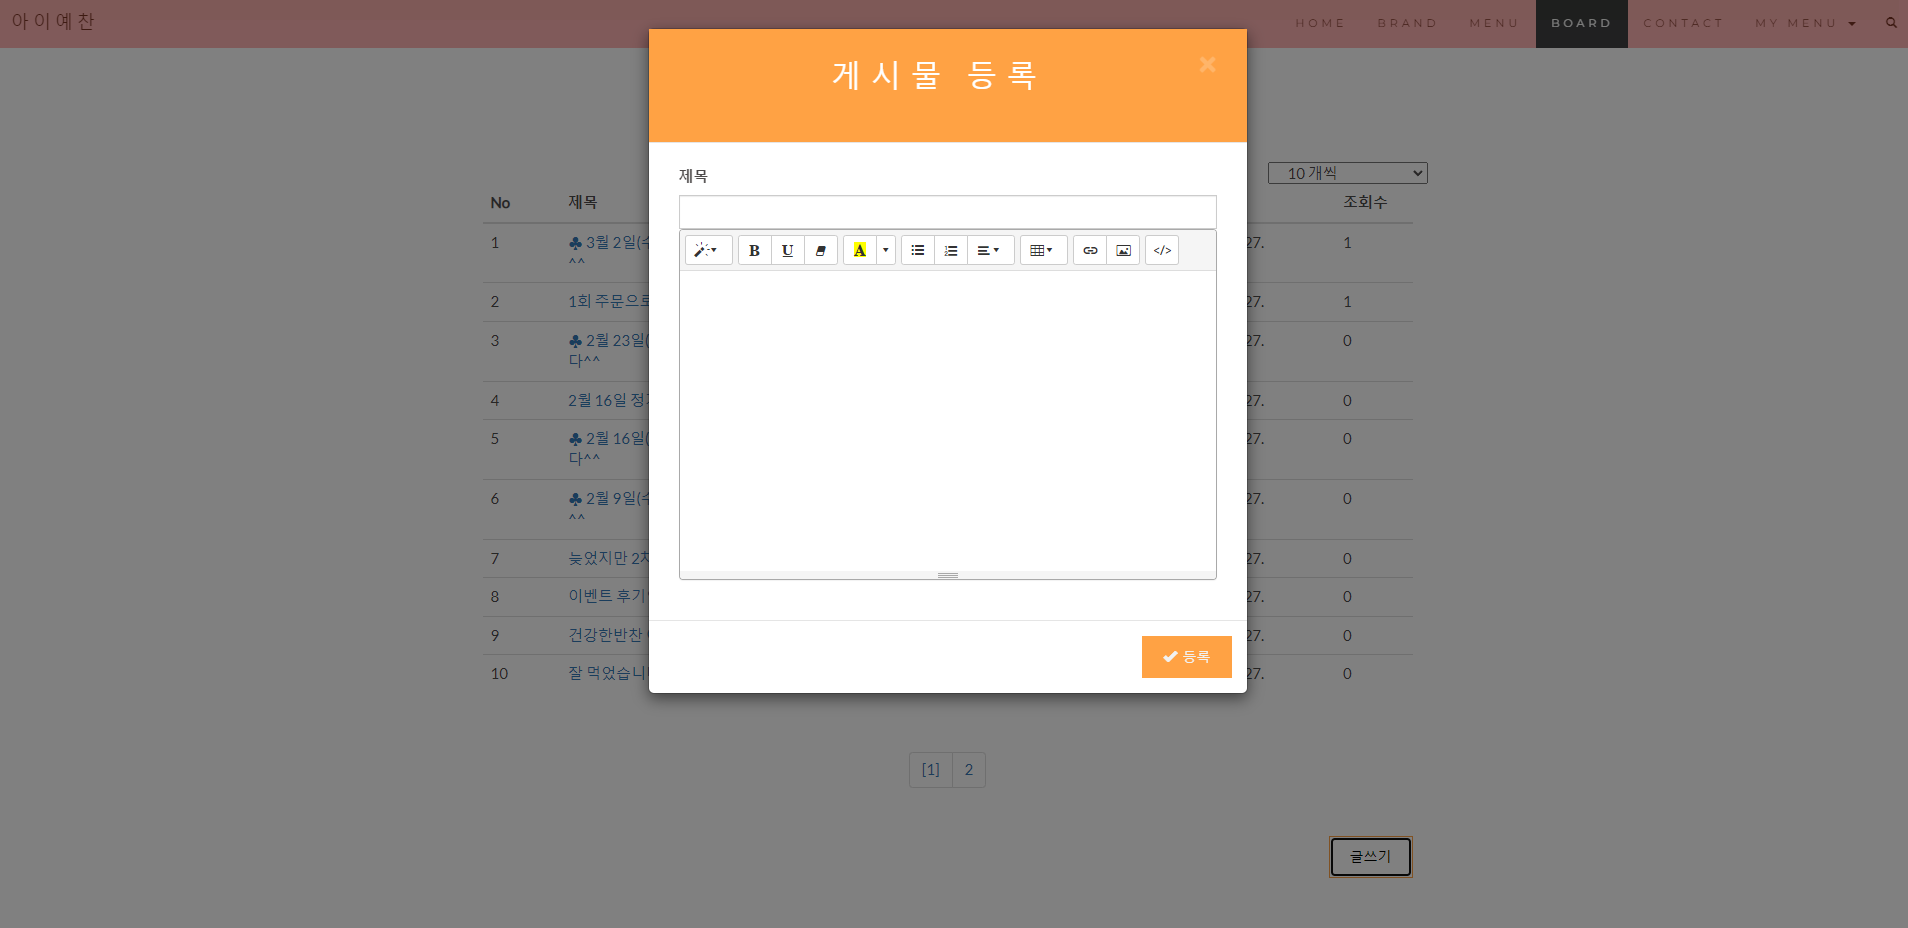 아이예찬
HOME BRAND MENU BOARD CONTACT MY MENU
게시물 등록 ×
제목
B U A </>
등록
10 개씩
No 제목 조회수
1 ♣ 3월 2일( 27. 1
^^
2 1회 주문으로 27. 1
3 ♣ 2월 23일( 27. 0
다^^
4 2월 16일 정 27. 0
5 ♣ 2월 16일( 27. 0
다^^
6 ♣ 2월 9일( 27. 0
^^
7 늦었지만 2차 27. 0
8 이벤트 후기 27. 0
9 건강한반찬 27. 0
10 잘 먹었습니 27. 0
[1] 2
글쓰기